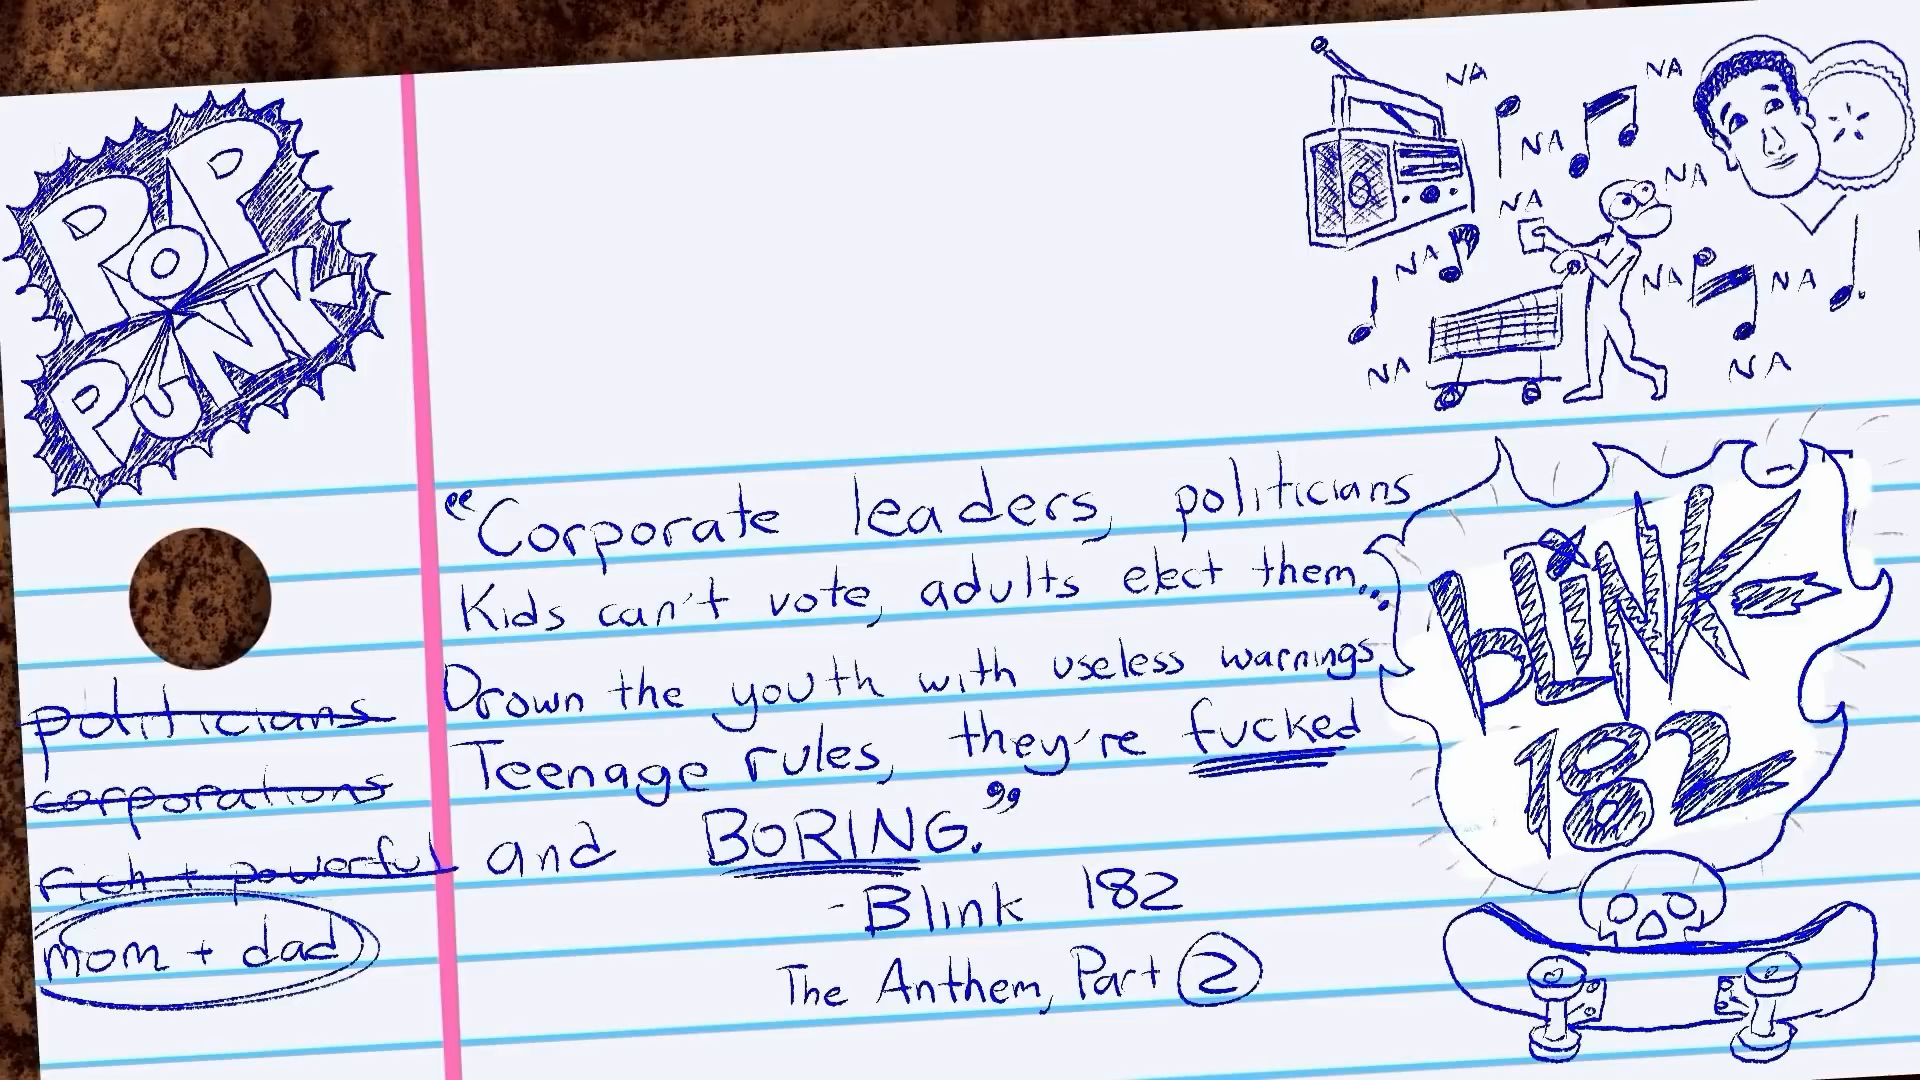 POP
PUNK
NA
NA
NA
NA
NA
NA
NA
NA
NA
NA
"Corporate leaders, politicians
Kids can't vote, adults elect them...
Drown the youth with useless warnings
Teenage rules, they're fucked
and BORING."
- Blink 182
The Anthem, Part 2
politicians
corporations
rich + powerful
mom + dad
bLiNK-
182